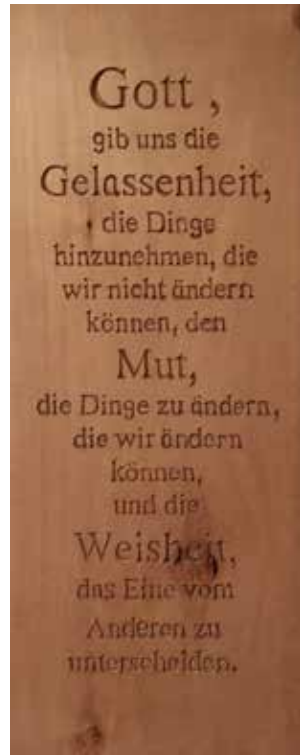 Gott ,
gib uns die
Gelassenheit,
die Dinge
hinzunehmen, die
wir nicht ändern
können, den
Mut,
die Dinge zu ändern,
die wir ändern
können,
und die
Weisheit,
das Eine vom
Anderen zu
unterscheiden.